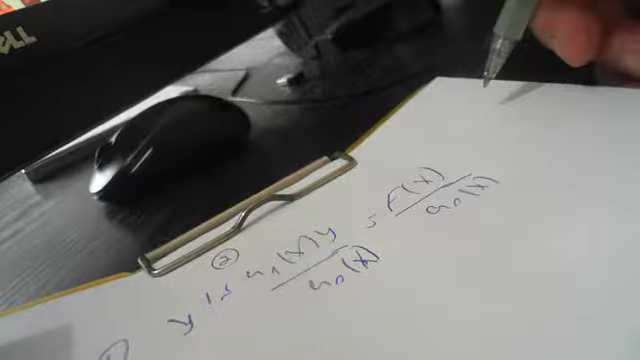 DELL
②
y' + a₁(x)y / a₀(x) = F(x) / a₀(x)